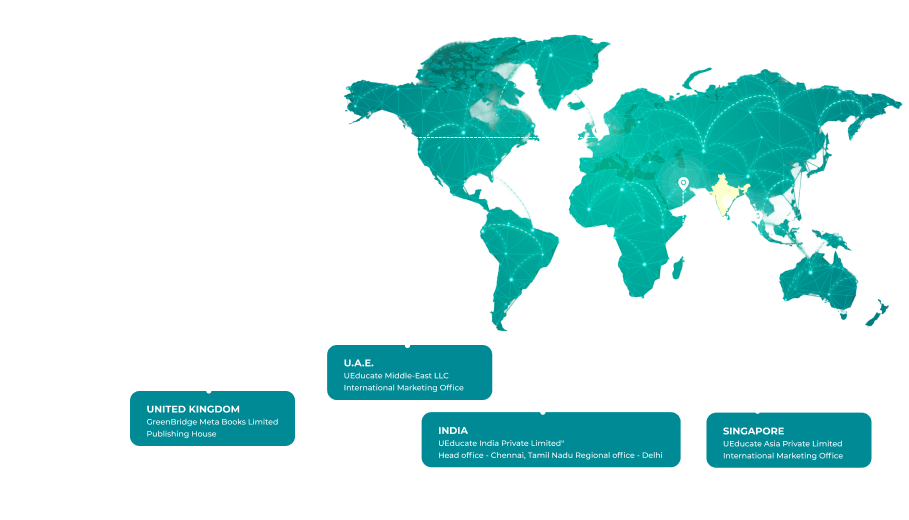 U.A.E.
UEducate Middle-East LLC
International Marketing Office
UNITED KINGDOM
GreenBridge Meta Books Limited
Publishing House
INDIA
UEducate India Private Limited"
Head office - Chennai, Tamil Nadu Regional office - Delhi
SINGAPORE
UEducate Asia Private Limited
International Marketing Office